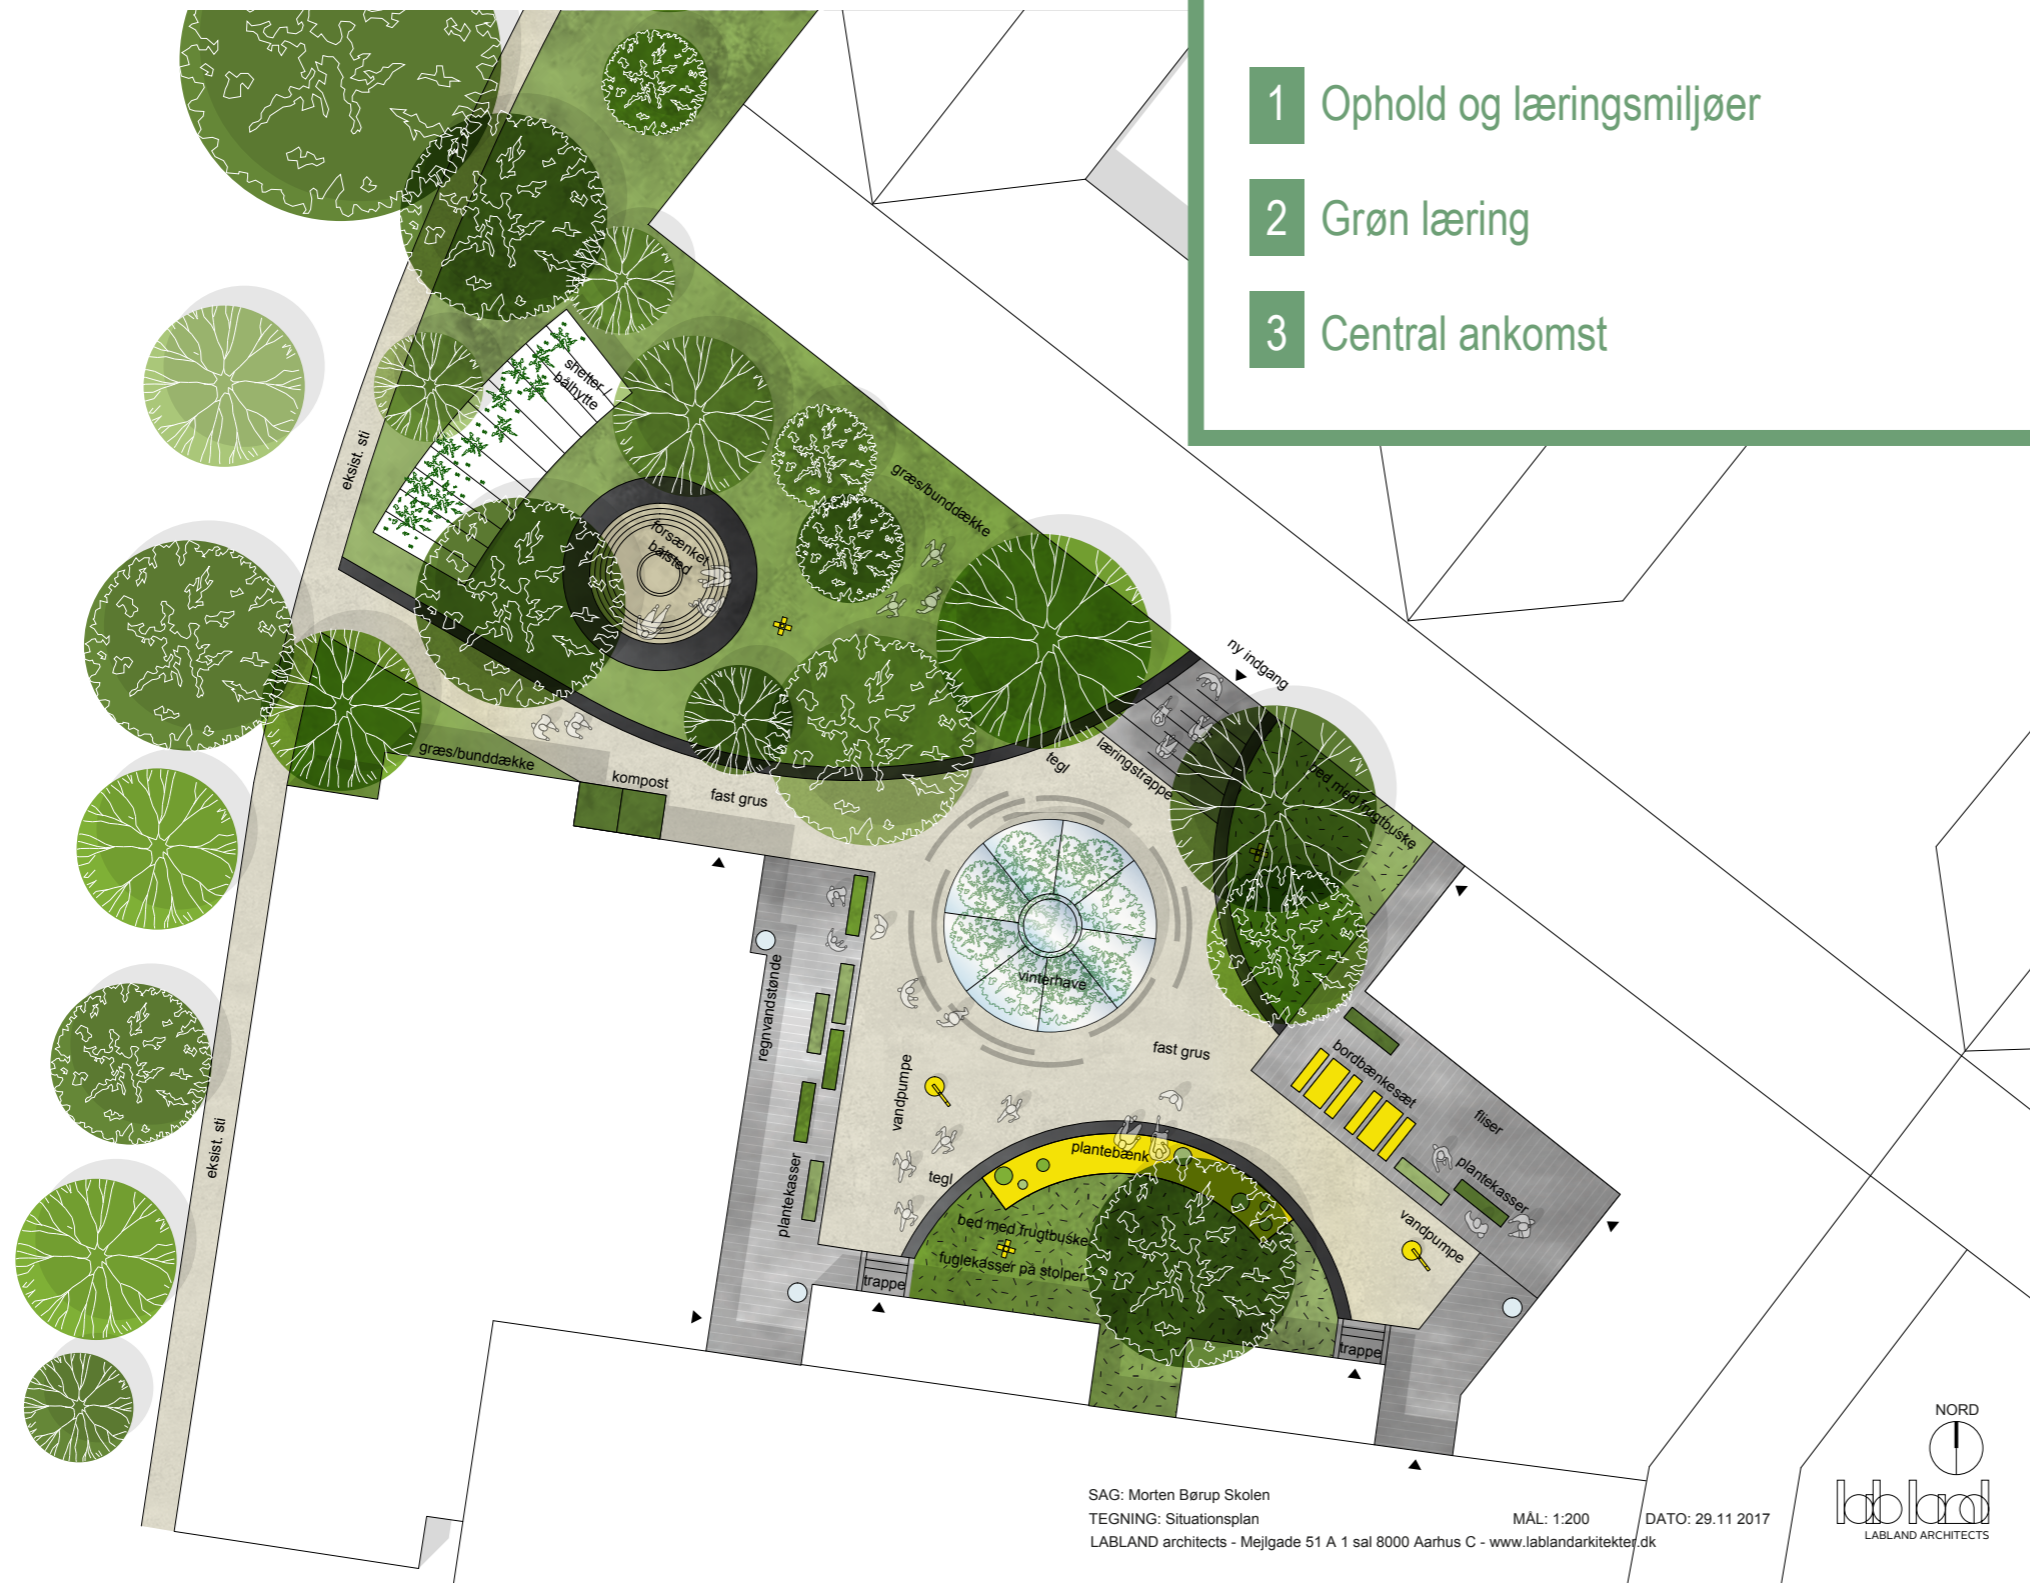 1 Ophold og læringsmiljøer
2 Grøn læring
3 Central ankomst
shelter /
bålhytte
eksist. sti
græs/bunddække
forsænket
bålsted
ny indgang
græs/bunddække
kompost
fast grus
tegl
læringstrappe
bed med frugtbuske
regnvandstønde
vinterhave
vandpumpe
fast grus
bordbænkesæt
fliser
eksist. sti
plantekasser
tegl
plantebænk
plantekasser
vandpumpe
bed med frugtbuske
fuglekasser på stolper
trappe
trappe
NORD
SAG: Morten Børup Skolen
TEGNING: Situationsplan MÅL: 1:200 DATO: 29.11 2017
LABLAND architects - Mejlgade 51 A 1 sal 8000 Aarhus C - www.lablandarkitekter.dk
lab land
LABLAND ARCHITECTS